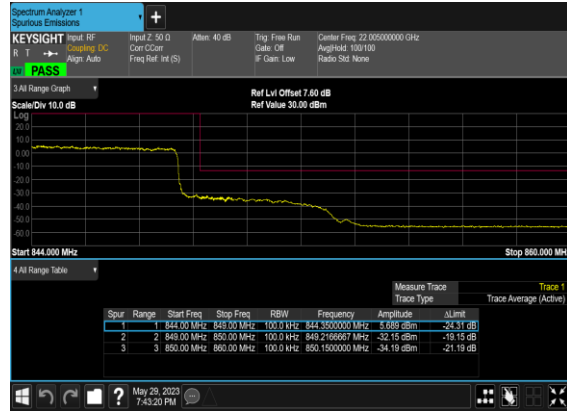 Spectrum Analyzer 1
Spurious Emissions
KEYSIGHT Input: RF Input Z: 50 Ω Atten: 40 dB Trig: Free Run Center Freq: 22.005000000 GHz
R T Coupling: DC Corr CCorr Gate: Off Avg|Hold: 100/100
Align: Auto Freq Ref: Int (S) IF Gain: Low Radio Std: None
PASS
3 All Range Graph
Ref Lvl Offset 7.60 dB
Scale/Div 10.0 dB Ref Value 30.00 dBm
Log
20.0
10.0
0.00
-10.0
-20.0
-30.0
-40.0
-50.0
-60.0
Start 844.000 MHz Stop 860.000 MH
4 All Range Table
Measure Trace Trace 1
Trace Type Trace Average (Active)
Spur Range Start Freq Stop Freq RBW Frequency Amplitude ΔLimit
1 1 844.00 MHz 849.00 MHz 100.0 kHz 844.3500000 MHz 5.689 dBm -24.31 dB
2 2 849.00 MHz 850.00 MHz 100.0 kHz 849.2166667 MHz -32.15 dBm -19.15 dB
3 3 850.00 MHz 860.00 MHz 100.0 kHz 850.1500000 MHz -34.19 dBm -21.19 dB
?
May 29, 2023
7:43:20 PM